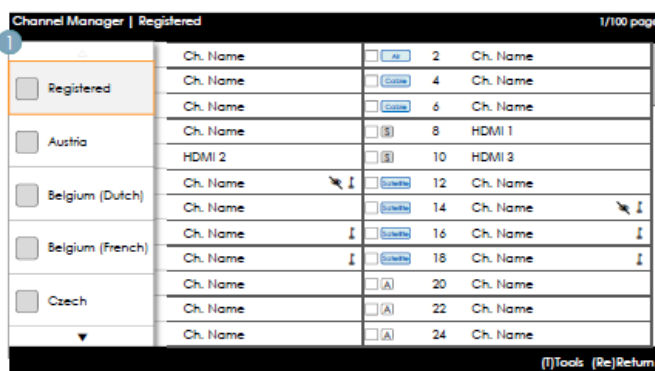 Channel Manager | Registered 1/100 page
1
Registered
Austria
Belgium (Dutch)
Belgium (French)
Czech
▼
Ch. Name Air 2 Ch. Name
Ch. Name Cable 4 Ch. Name
Ch. Name Cable 6 Ch. Name
Ch. Name S 8 HDMI 1
HDMI 2 S 10 HDMI 3
Ch. Name Satellite 12 Ch. Name
Ch. Name Satellite 14 Ch. Name
Ch. Name Satellite 16 Ch. Name
Ch. Name Satellite 18 Ch. Name
Ch. Name A 20 Ch. Name
Ch. Name A 22 Ch. Name
Ch. Name A 24 Ch. Name
(T)Tools (Re)Return